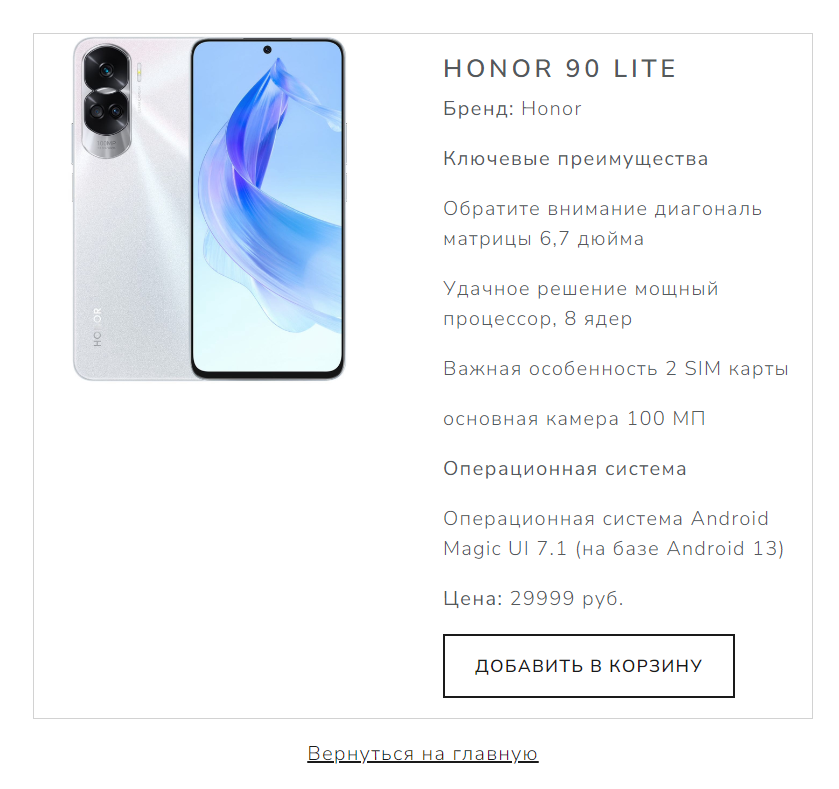 HONOR 90 LITE
Бренд: Honor
Ключевые преимущества
Обратите внимание диагональ
матрицы 6,7 дюйма
Удачное решение мощный
процессор, 8 ядер
Важная особенность 2 SIM карты
основная камера 100 МП
Операционная система
Операционная система Android
Magic UI 7.1 (на базе Android 13)
Цена: 29999 руб.
ДОБАВИТЬ В КОРЗИНУ
HONOR
Вернуться на главную